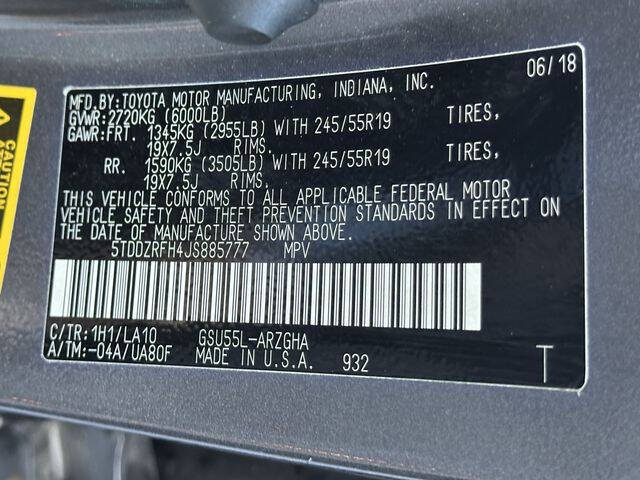 06/18
MFD.BY:TOYOTA MOTOR MANUFACTURING, INDIANA, INC.
GVWR:2720KG (6000LB)
GAWR:FRT. 1345KG (2955LB) WITH 245/55R19 TIRES,
19X7.5J RIMS.
RR. 1590KG (3505LB) WITH 245/55R19 TIRES,
19X7.5J RIMS.
THIS VEHICLE CONFORMS TO ALL APPLICABLE FEDERAL MOTOR
VEHICLE SAFETY AND THEFT PREVENTION STANDARDS IN EFFECT ON
THE DATE OF MANUFACTURE SHOWN ABOVE.
5TDDZRFH4JS885777 MPV
C/TR:1H1/LA10 GSU55L-ARZGHA
A/TM:-04A/UA80F MADE IN U.S.A. 932 T
CAUTION